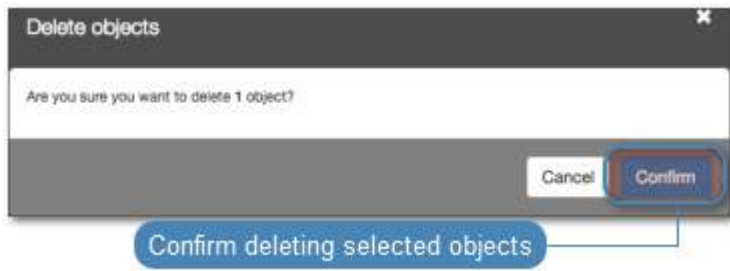 Delete objects
Are you sure you want to delete 1 object?
Cancel Confirm
Confirm deleting selected objects